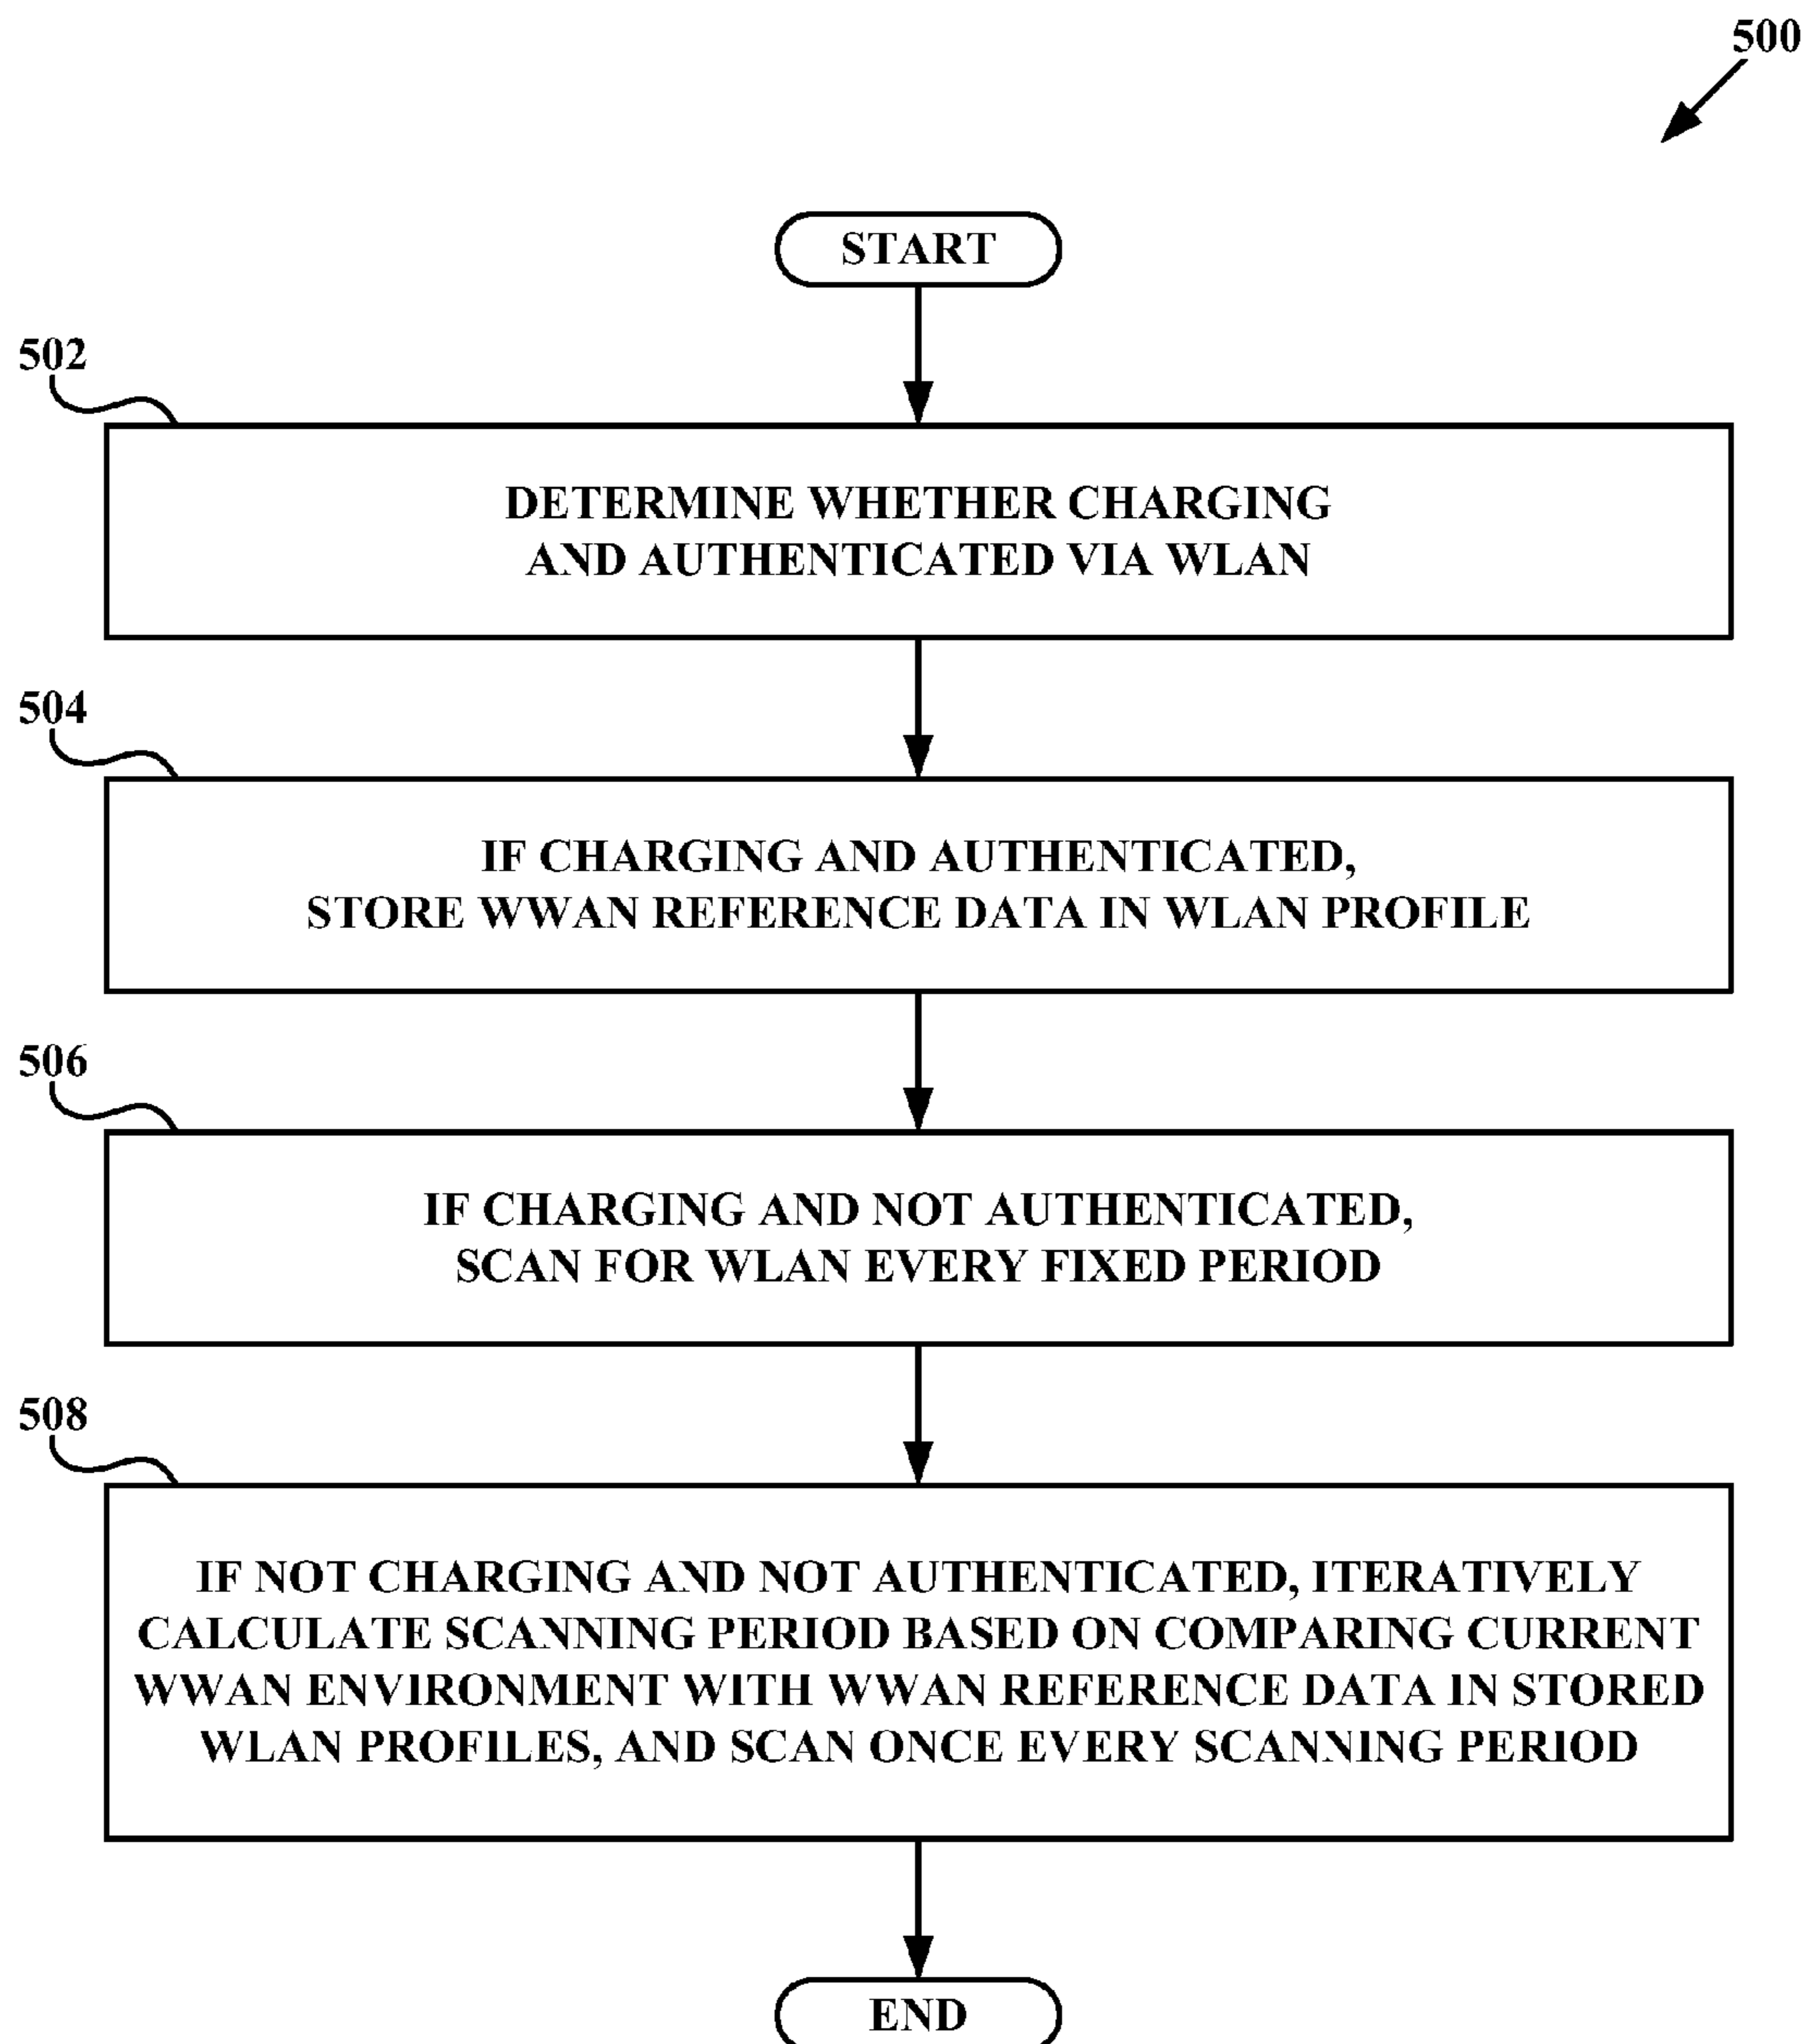 500
START
502
DETERMINE WHETHER CHARGING
AND AUTHENTICATED VIA WLAN
504
IF CHARGING AND AUTHENTICATED,
STORE WWAN REFERENCE DATA IN WLAN PROFILE
506
IF CHARGING AND NOT AUTHENTICATED,
SCAN FOR WLAN EVERY FIXED PERIOD
508
IF NOT CHARGING AND NOT AUTHENTICATED, ITERATIVELY
CALCULATE SCANNING PERIOD BASED ON COMPARING CURRENT
WWAN ENVIRONMENT WITH WWAN REFERENCE DATA IN STORED
WLAN PROFILES, AND SCAN ONCE EVERY SCANNING PERIOD
END